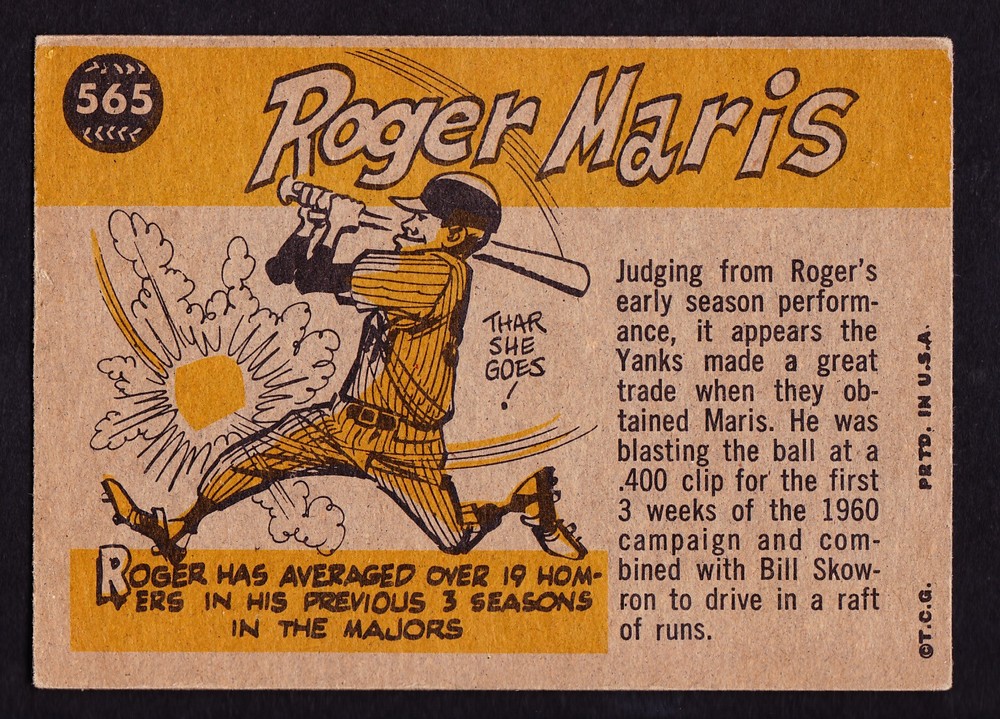 565
Roger Maris
THAR
SHE
GOES
!
ROGER HAS AVERAGED OVER 19 HOM-
ERS IN HIS PREVIOUS 3 SEASONS
IN THE MAJORS
Judging from Roger's
early season perform-
ance, it appears the
Yanks made a great
trade when they ob-
tained Maris. He was
blasting the ball at a
.400 clip for the first
3 weeks of the 1960
campaign and com-
bined with Bill Skow-
ron to drive in a raft
of runs.
©T.C.G. PRTD. IN U.S.A.